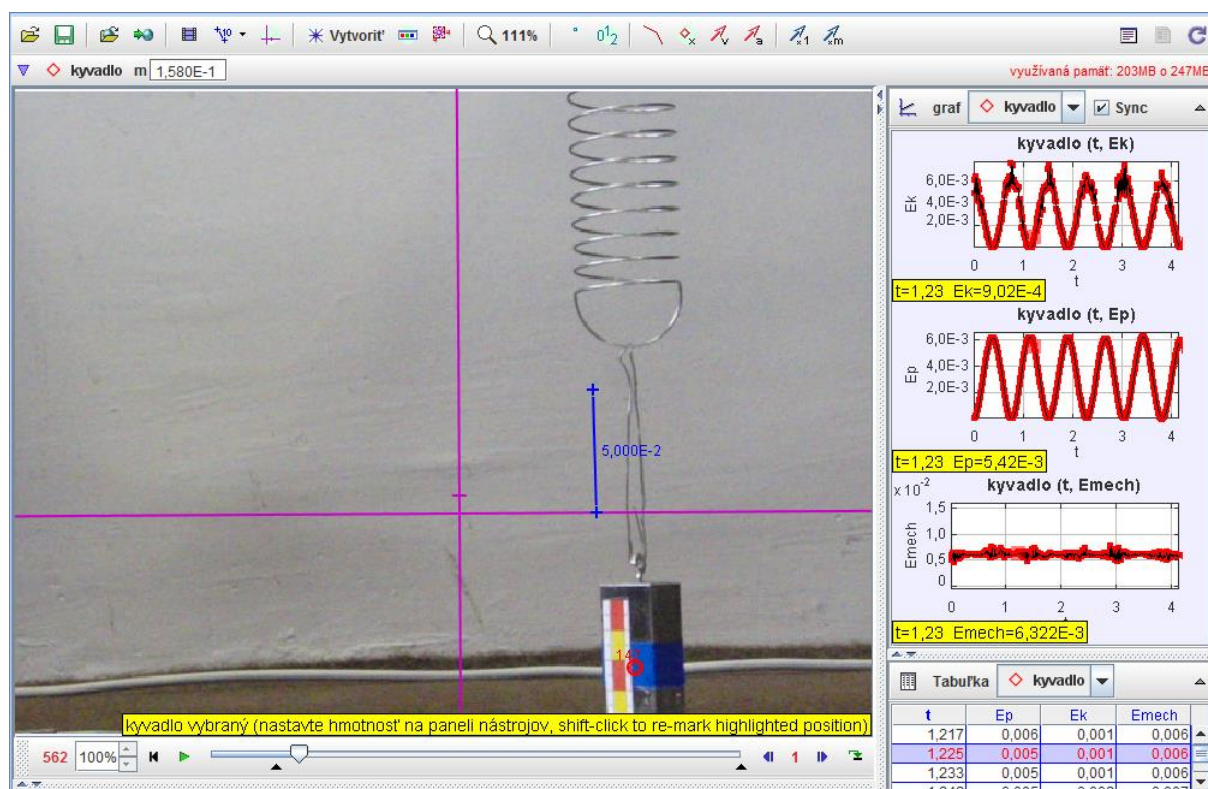 Vytvoriť 111% 0¹2 v a x1 xm
kyvadlo m 1,580E-1 využívaná pamäť: 203MB o 247MB
5,000E-2
kyvadlo vybraný (nastavte hmotnosť na paneli nástrojov, shift-click to re-mark highlighted position)
562 100% 1
graf kyvadlo Sync
kyvadlo (t, Ek)
Ek
6,0E-3
4,0E-3
2,0E-3
0 1 2 3 4
t
t=1,23 Ek=9,02E-4
kyvadlo (t, Ep)
Ep
6,0E-3
4,0E-3
2,0E-3
0 1 2 3 4
t
t=1,23 Ep=5,42E-3
x 10-2 kyvadlo (t, Emech)
Emech
1,5
1,0
0,5
0
0 1 2 3 4
t=1,23 Emech=6,322E-3
Tabuľka kyvadlo
t Ep Ek Emech
1,217 0,006 0,001 0,006
1,225 0,005 0,001 0,006
1,233 0,005 0,001 0,006